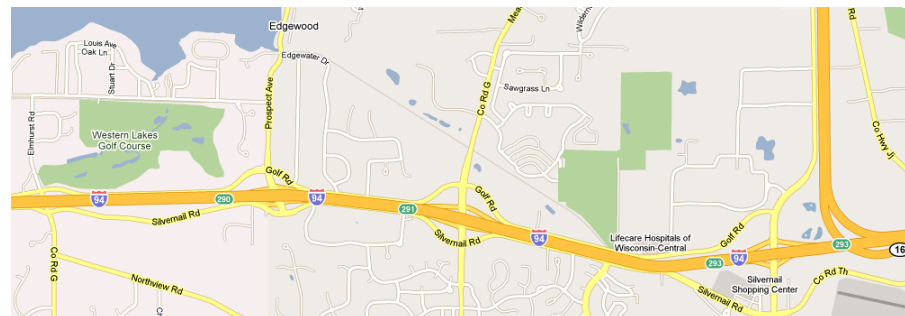 Edgewood
Louis Ave
Oak Ln
Stuart Dr
Edgewater Dr
Mea
Wildern
Rd
Co Rd G
Sawgrass Ln
Prospect Ave
Elmhurst Rd
Western Lakes
Golf Course
Co Hwy Jj
Golf Rd
94
290
94
291
Golf Rd
Silvernail Rd
Silvernail Rd
94
Lifecare Hospitals of
Wisconsin-Central
Golf Rd
293
16
293
94
Co Rd G
Northview Rd
Silvernail
Shopping Center
Co Rd Th
Silvernail Rd